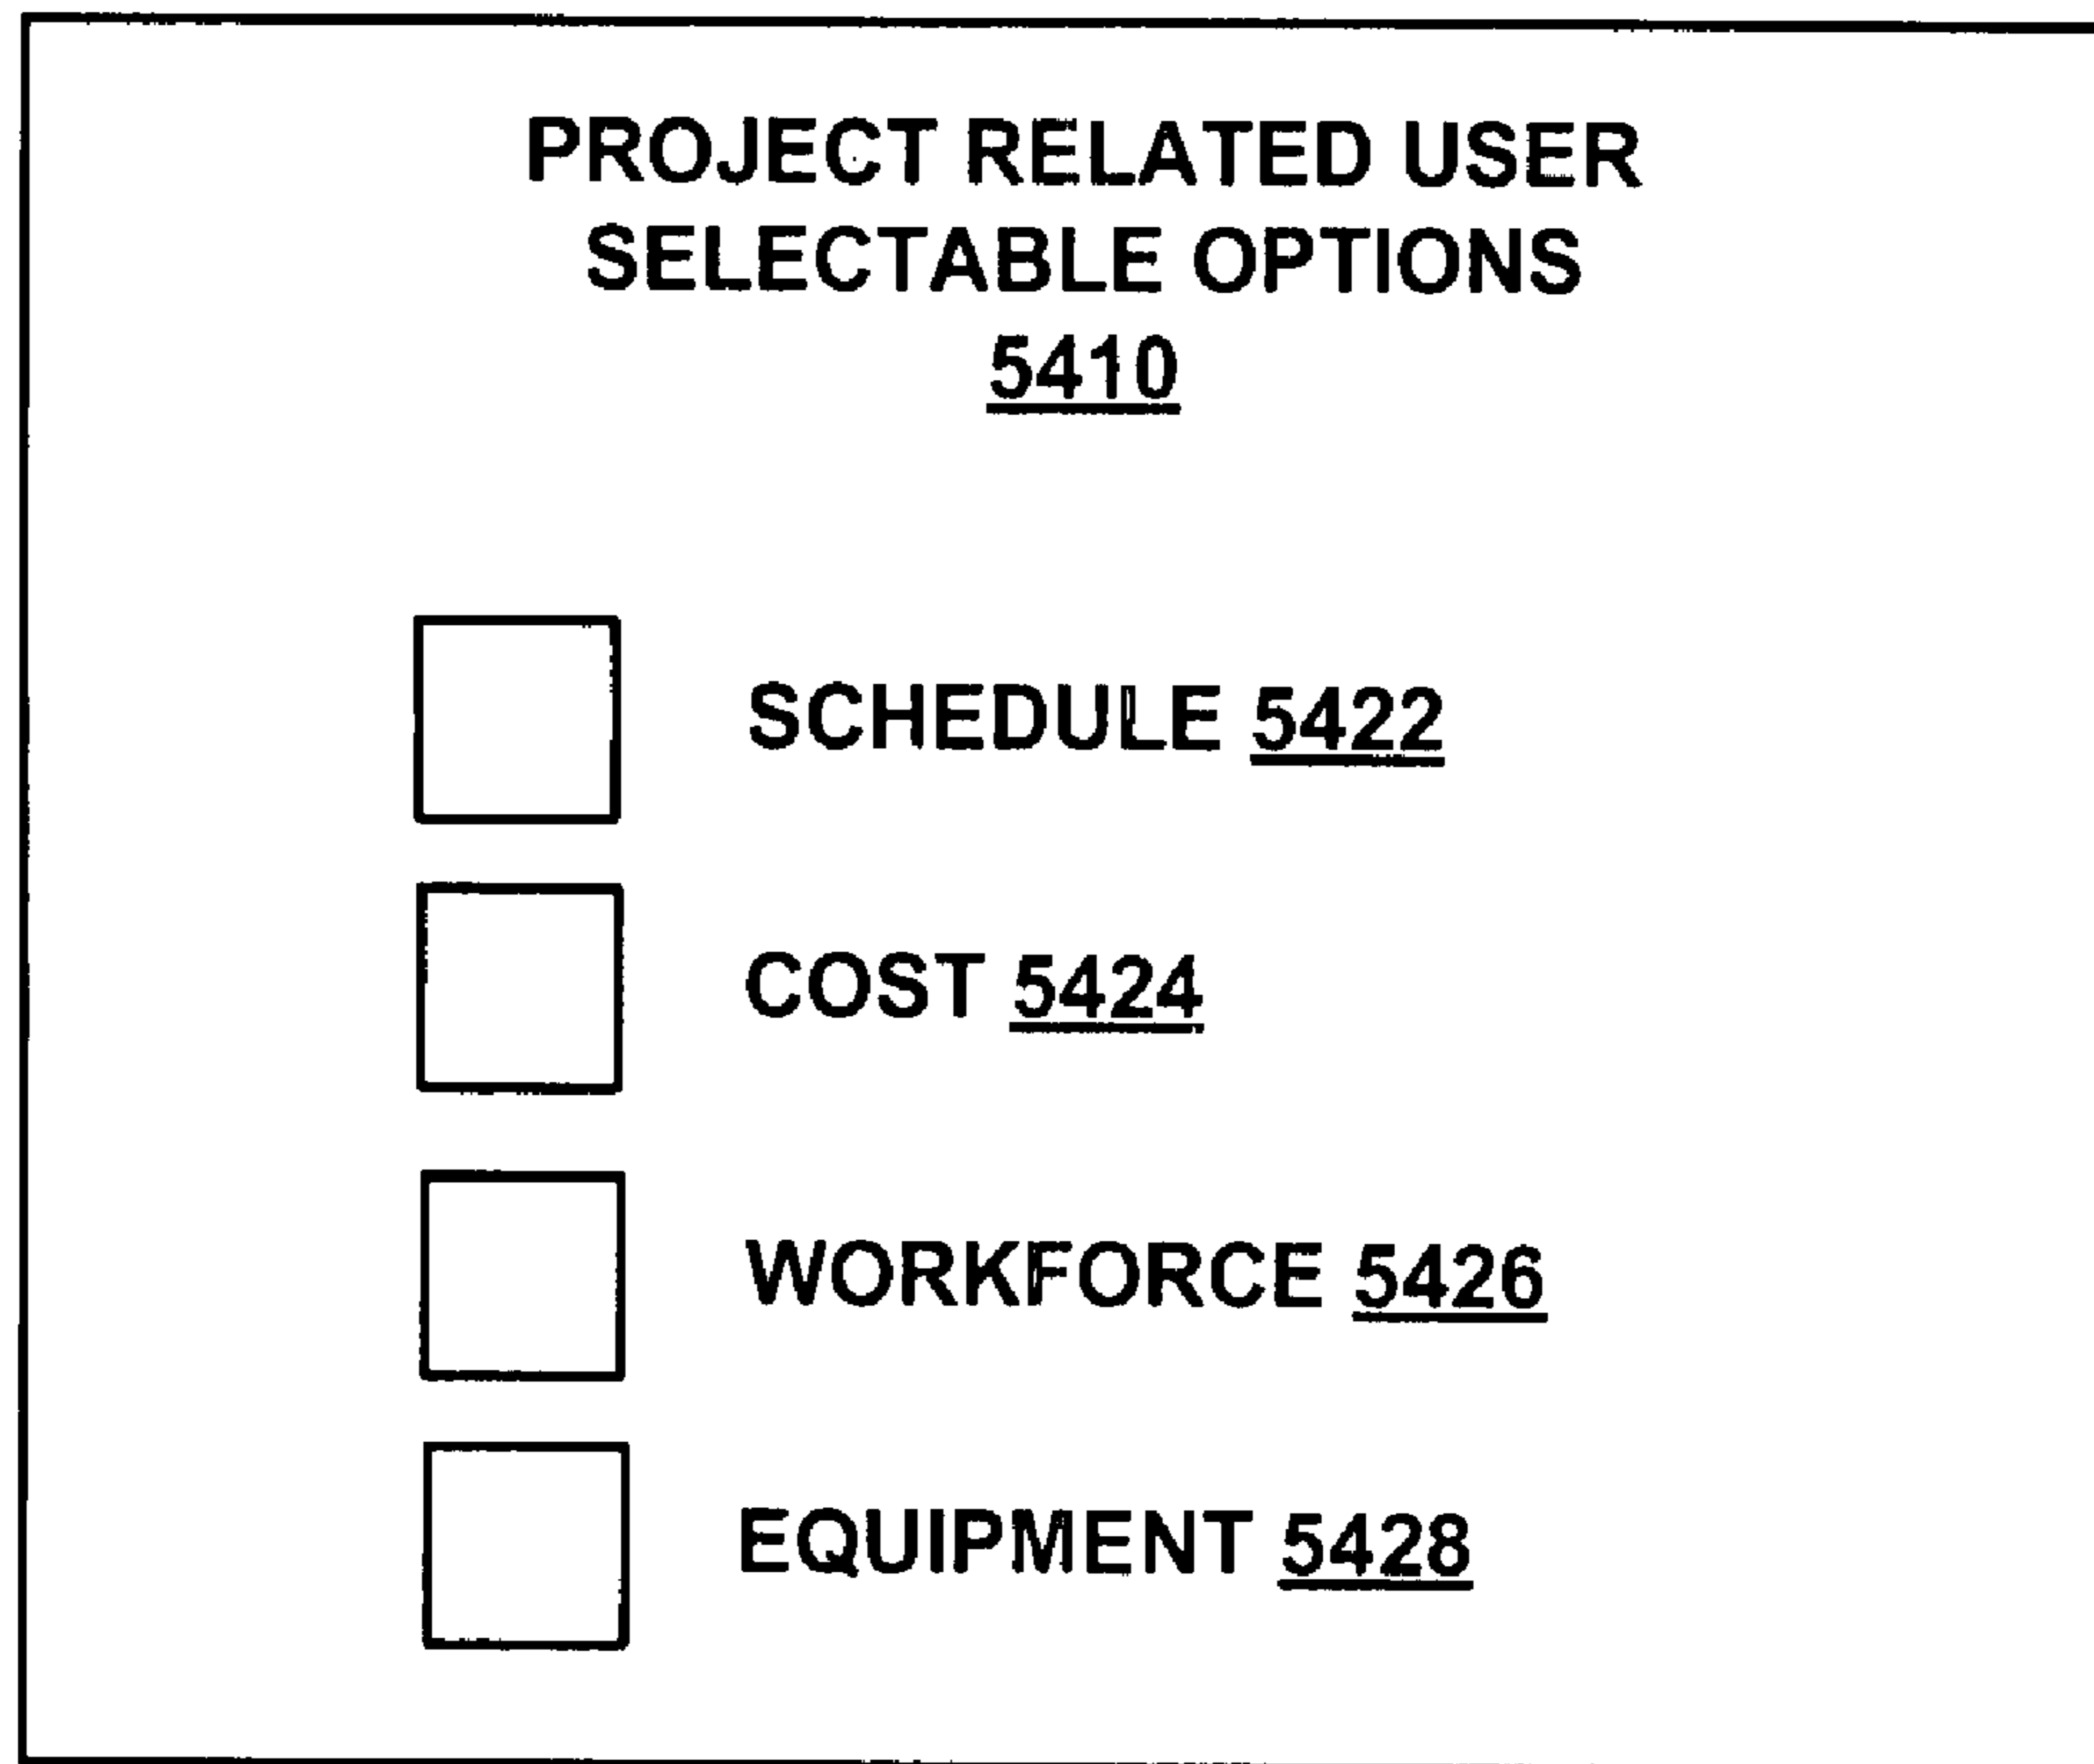 PROJECT RELATED USER
SELECTABLE OPTIONS
5410
SCHEDULE 5422
COST 5424
WORKFORCE 5426
EQUIPMENT 5428